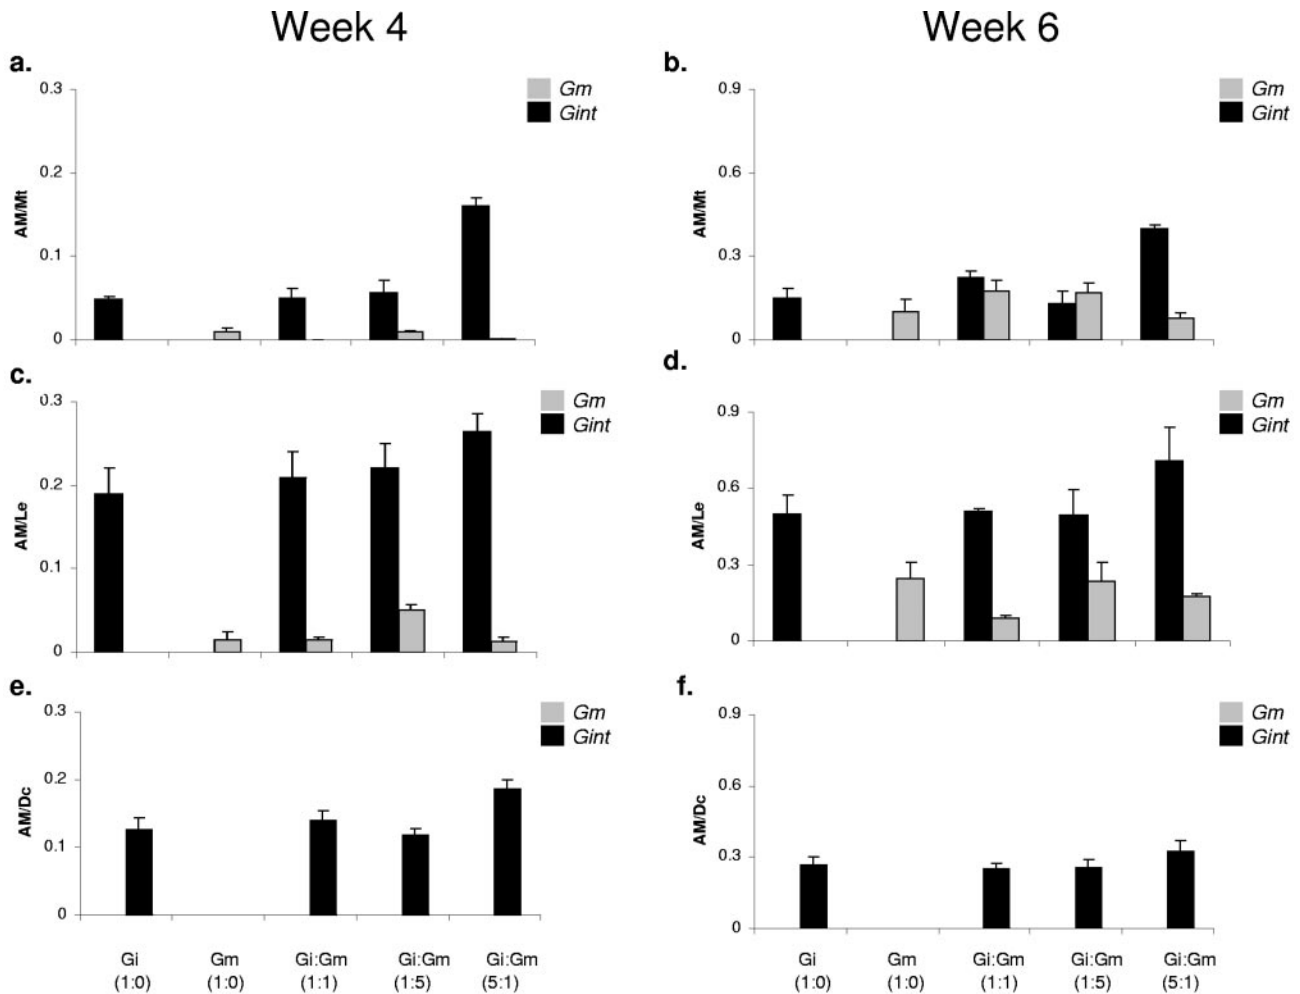 Week 4
Week 6
a.
0.3
0.2
0.1
0
AM/Mt
Gm
Gint
b.
0.9
0.6
0.3
0
AM/Mt
Gm
Gint
c.
0.3
0.2
0.1
0
AM/Le
Gm
Gint
d.
0.9
0.6
0.3
0
AM/Le
Gm
Gint
e.
0.3
0.2
0.1
0
AM/Dc
Gm
Gint
f.
0.9
0.6
0.3
0
AM/Dc
Gm
Gint
Gi Gm Gi:Gm Gi:Gm Gi:Gm
(1:0) (1:0) (1:1) (1:5) (5:1)
Gi Gm Gi:Gm Gi:Gm Gi:Gm
(1:0) (1:0) (1:1) (1:5) (5:1)